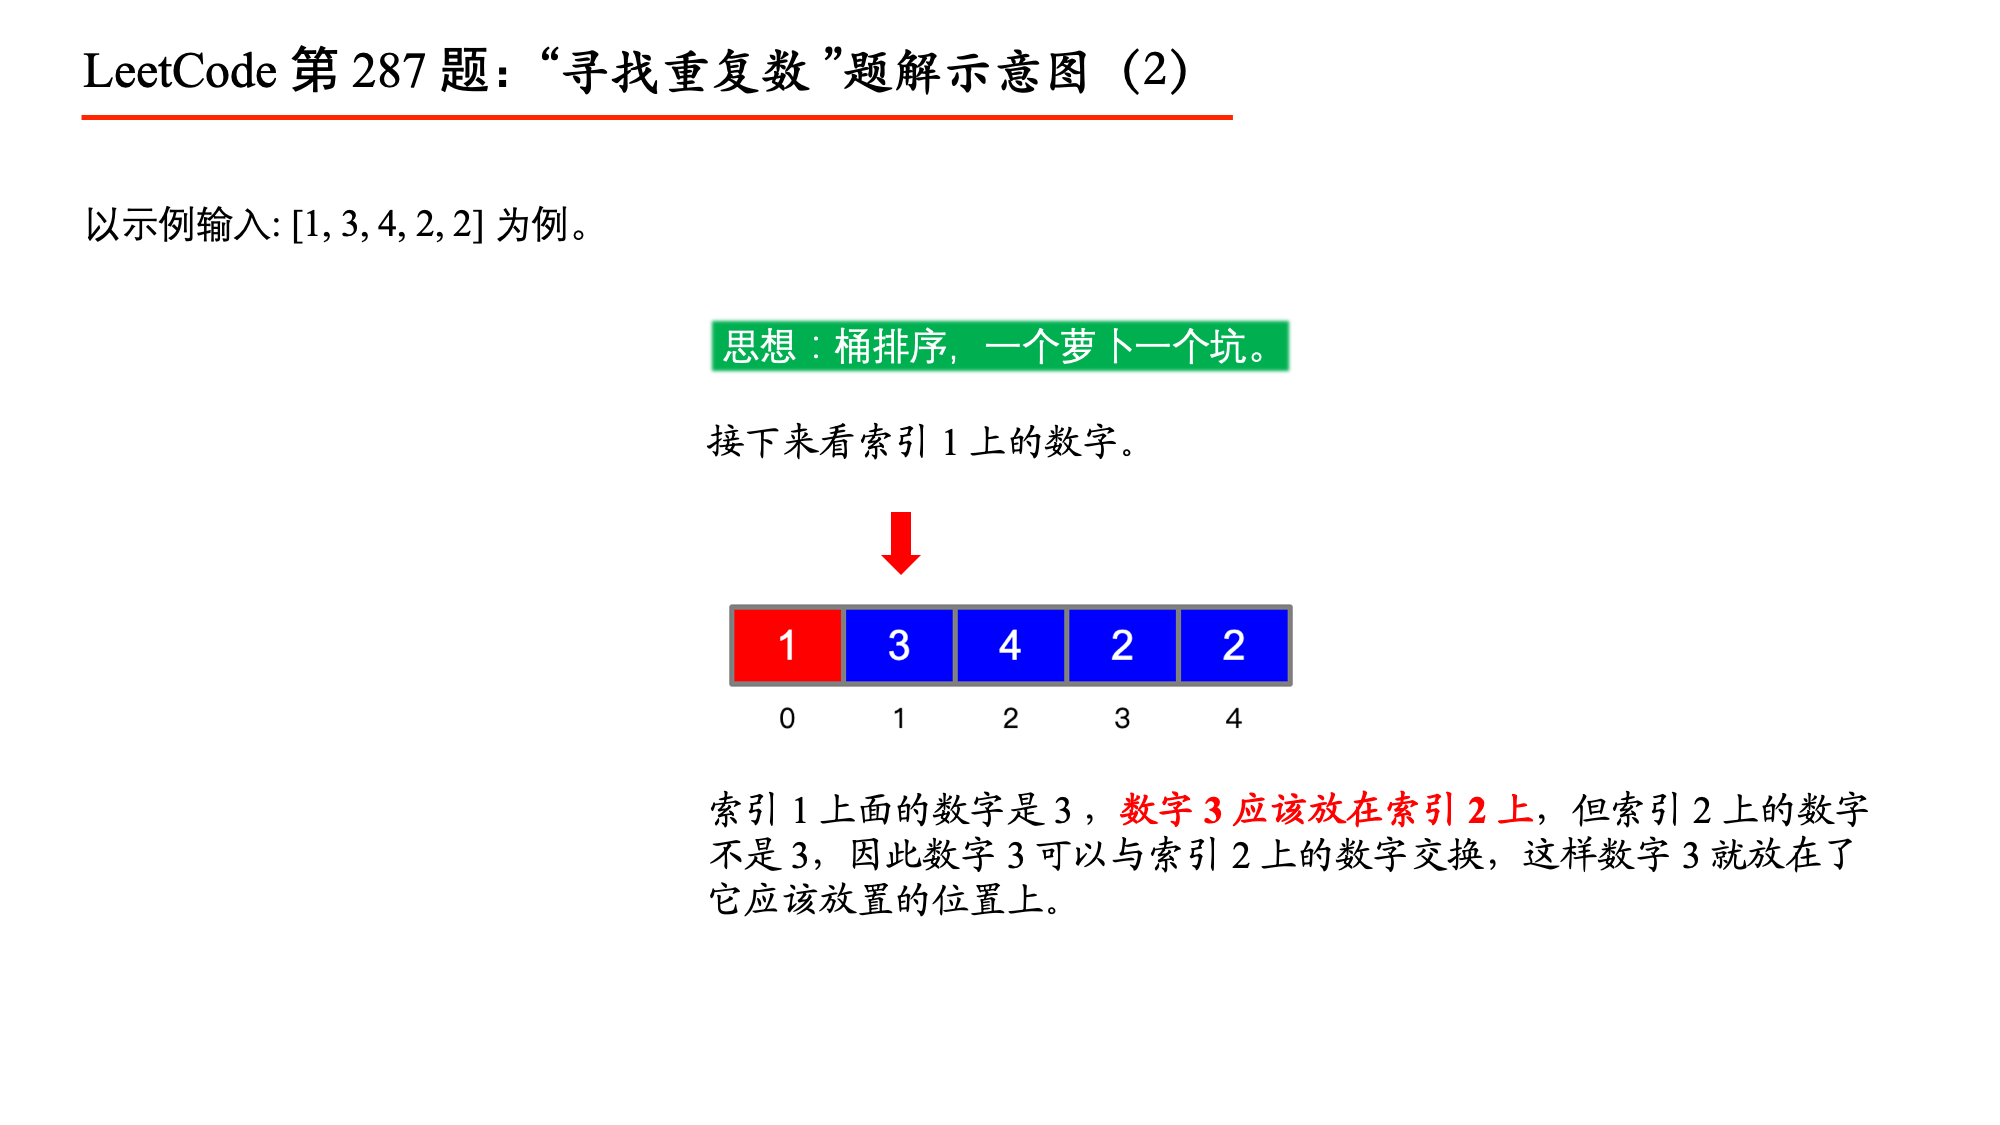 LeetCode 第 287 题：“寻找重复数”题解示意图（2）
以示例输入: [1, 3, 4, 2, 2] 为例。
思想：桶排序，一个萝卜一个坑。
接下来看索引 1 上的数字。
1 3 4 2 2
0 1 2 3 4
索引 1 上面的数字是 3 ，数字 3 应该放在索引 2 上，但索引 2 上的数字
不是 3，因此数字 3 可以与索引 2 上的数字交换，这样数字 3 就放在了
它应该放置的位置上。